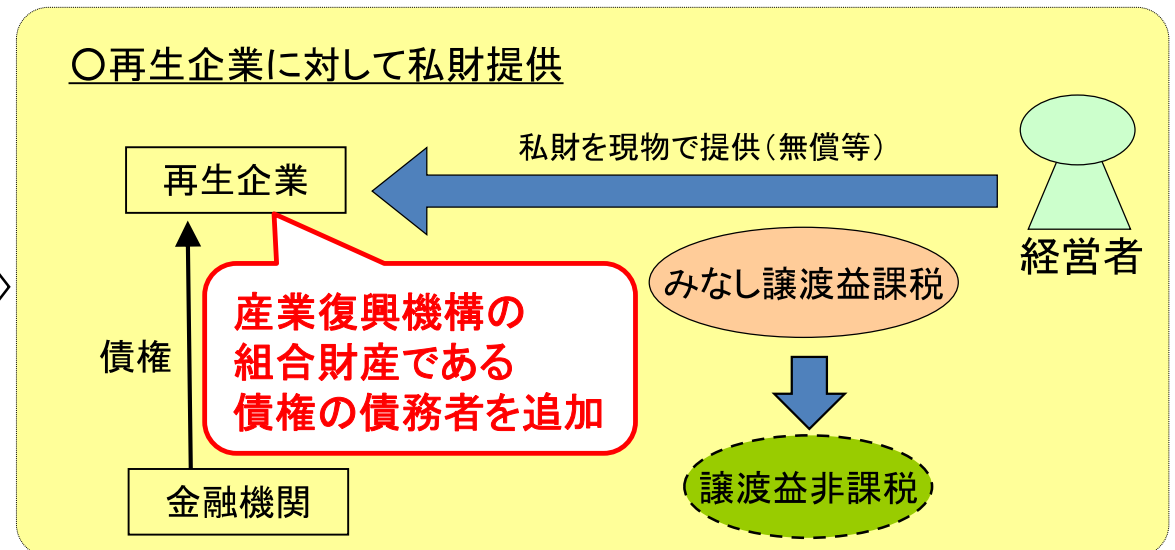 〇再生企業に対して私財提供
私財を現物で提供（無償等）
再生企業
経営者
みなし譲渡益課税
産業復興機構の
組合財産である
債権の債務者を追加
債権
譲渡益非課税
金融機関